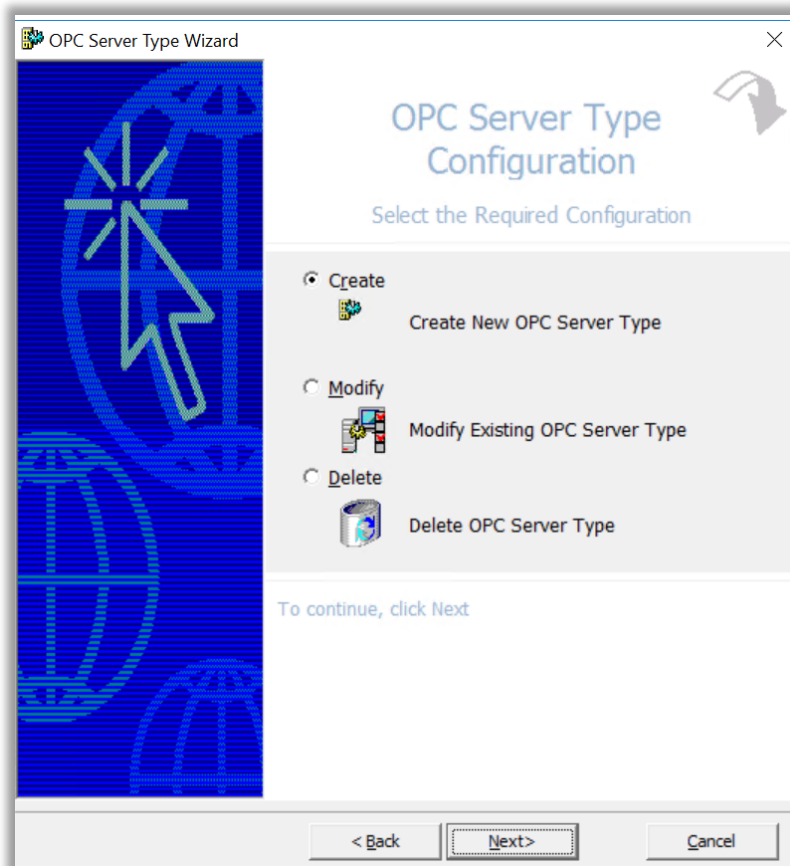 OPC Server Type Wizard
OPC Server Type
Configuration
Select the Required Configuration
Create
Create New OPC Server Type
Modify
Modify Existing OPC Server Type
Delete
Delete OPC Server Type
To continue, click Next
< Back
Next>
Cancel